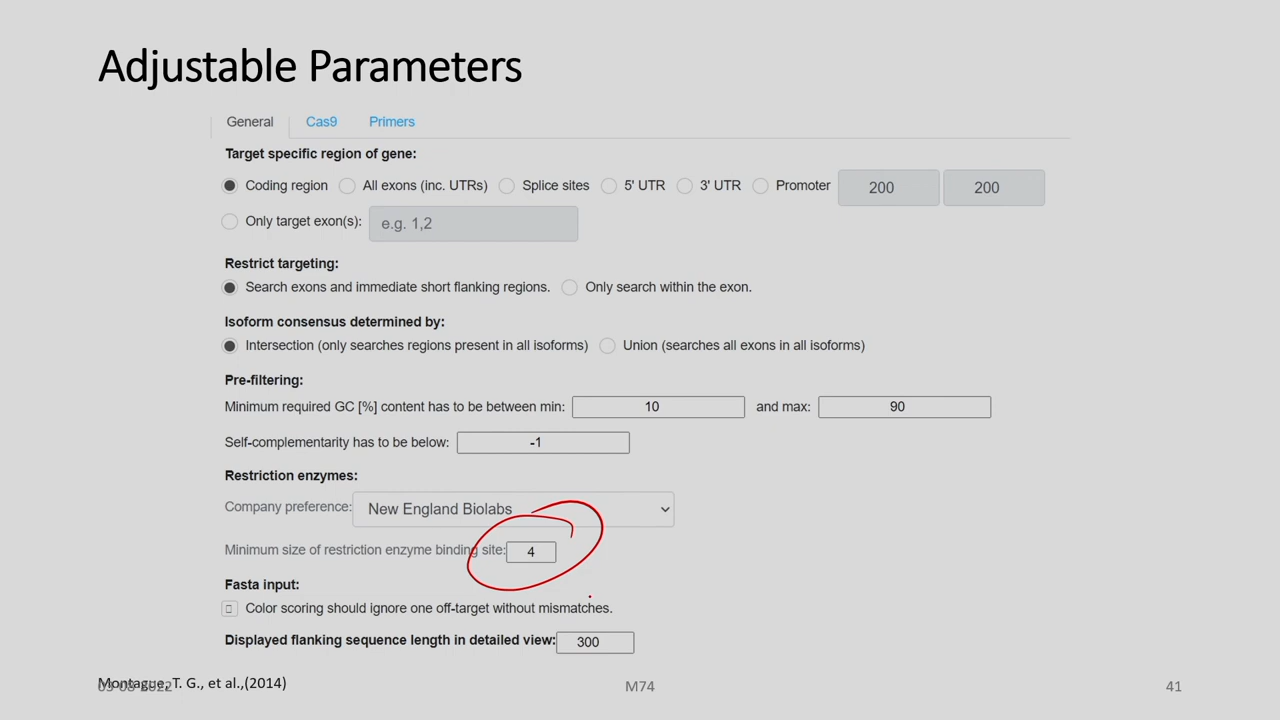 Adjustable Parameters
General Cas9 Primers
Target specific region of gene:
Coding region All exons (inc. UTRs) Splice sites 5' UTR 3' UTR Promoter 200 200
Only target exon(s): e.g. 1,2
Restrict targeting:
Search exons and immediate short flanking regions. Only search within the exon.
Isoform consensus determined by:
Intersection (only searches regions present in all isoforms) Union (searches all exons in all isoforms)
Pre-filtering:
Minimum required GC [%] content has to be between min: 10 and max: 90
Self-complementarity has to be below: -1
Restriction enzymes:
Company preference: New England Biolabs
Minimum size of restriction enzyme binding site: 4
Fasta input:
Color scoring should ignore one off-target without mismatches.
Displayed flanking sequence length in detailed view: 300
Montague, T. G., et al.,(2014)
03-08-2022 M74 41